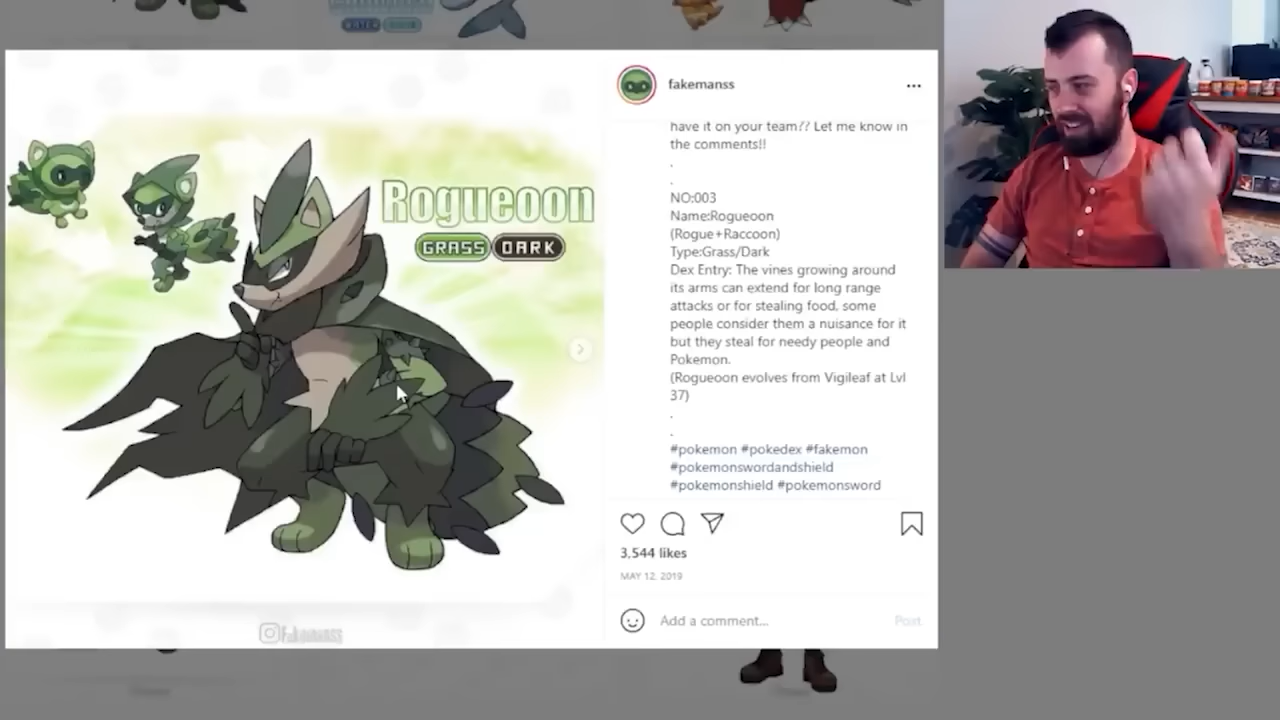 WATER
Rogueoon
GRASS DARK
Fakemanss
fakemanss
have it on your team?? Let me know in
the comments!!
.
.
NO:003
Name:Rogueoon
(Rogue+Raccoon)
Type:Grass/Dark
Dex Entry: The vines growing around
its arms can extend for long range
attacks or for stealing food, some
people consider them a nuisance for it
but they steal for needy people and
Pokemon.
(Rogueoon evolves from Vigileaf at Lvl
37)
.
.
#pokemon #pokedex #fakemon
#pokemonswordandshield
#pokemonshield #pokemonsword
3,544 likes
MAY 12, 2019
Add a comment... Post